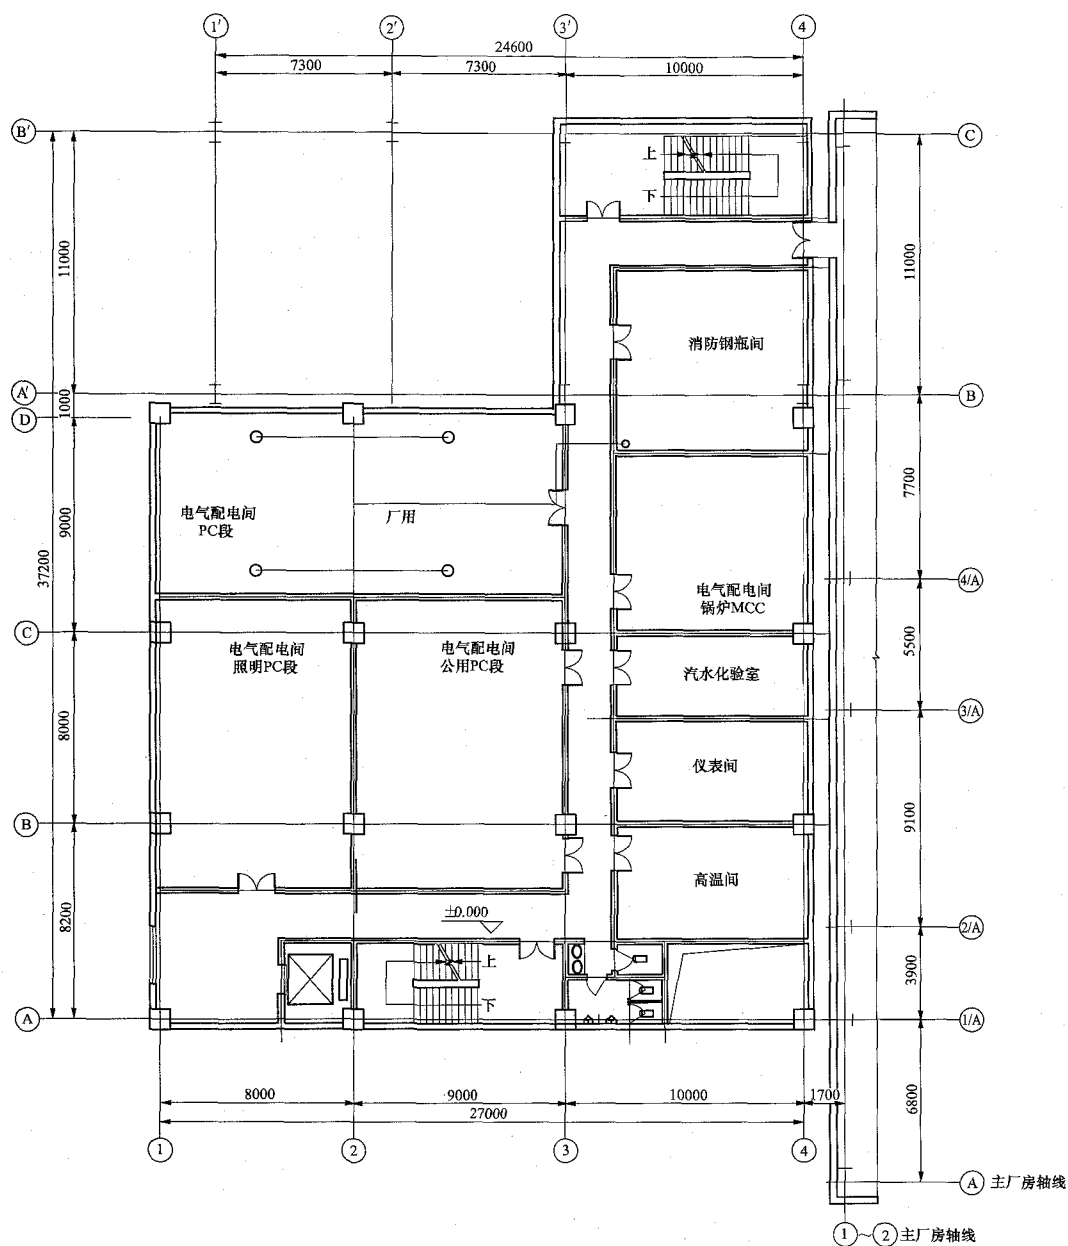 1' 2' 3' 4
24600
7300 7300 10000
B' C
上
下
11000 11000
消防钢瓶间
A' B
1000
D
7700
电气配电间
PC段
厂用
9000
37200
4/A
电气配电间
锅炉MCC
C
电气配电间
照明PC段
电气配电间
公用PC段
5500
汽水化验室
3/A
8000
仪表间
B
9100
高温间
8200
±0.000
2/A
上
下
3900
A 1/A
8000 9000 10000 1700
27000
6800
1 2 3 4
A 主厂房轴线
1～2主厂房轴线